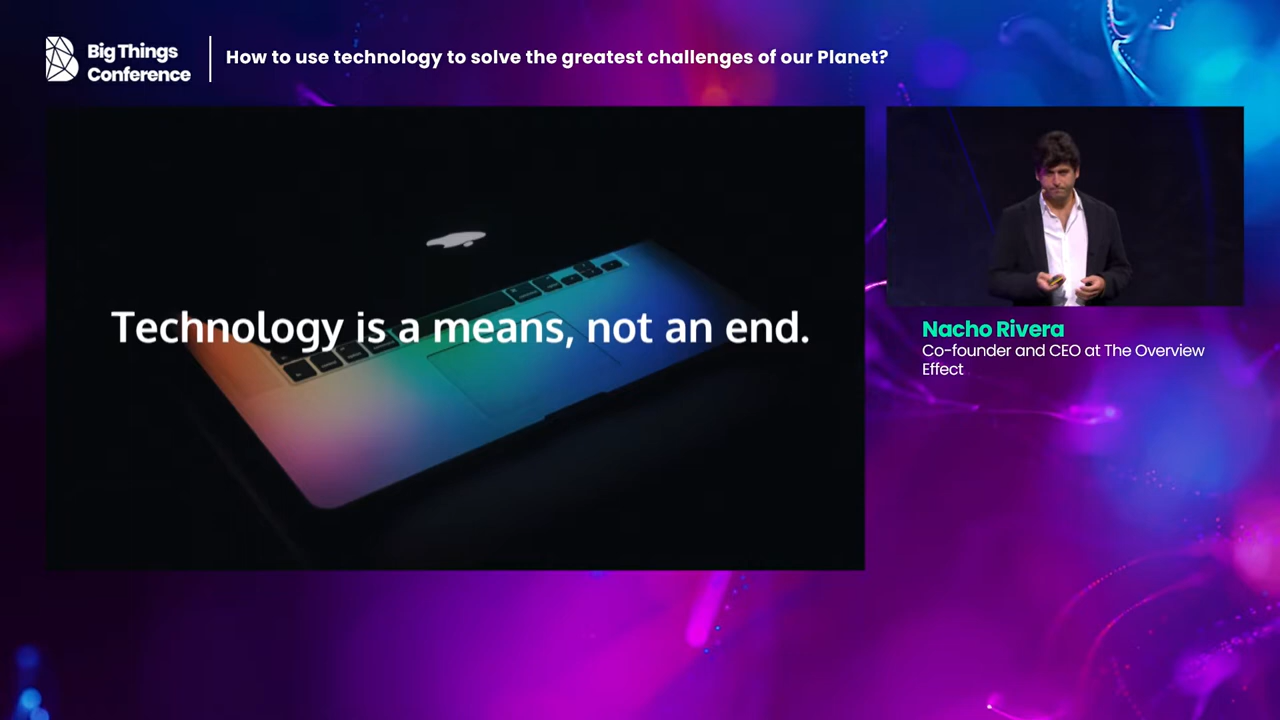 Big Things
Conference
How to use technology to solve the greatest challenges of our Planet?
Technology is a means, not an end.
Nacho Rivera
Co-founder and CEO at The Overview
Effect